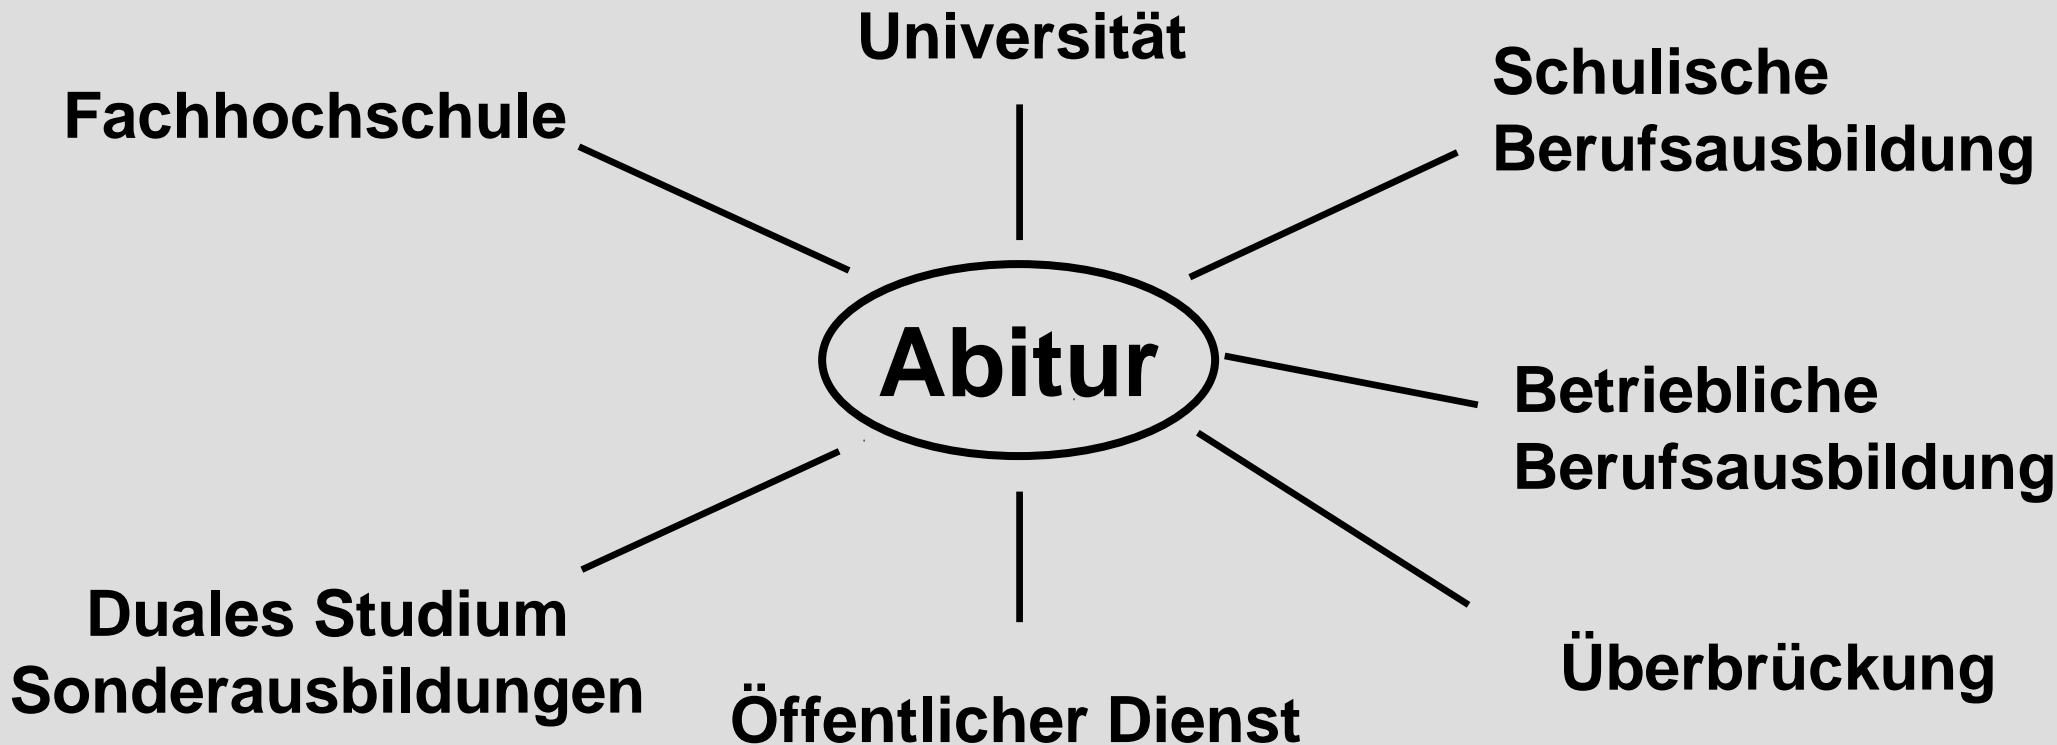 Universität
Fachhochschule
Schulische
Berufsausbildung
Abitur
Betriebliche
Berufsausbildung
Duales Studium
Sonderausbildungen
Öffentlicher Dienst
Überbrückung